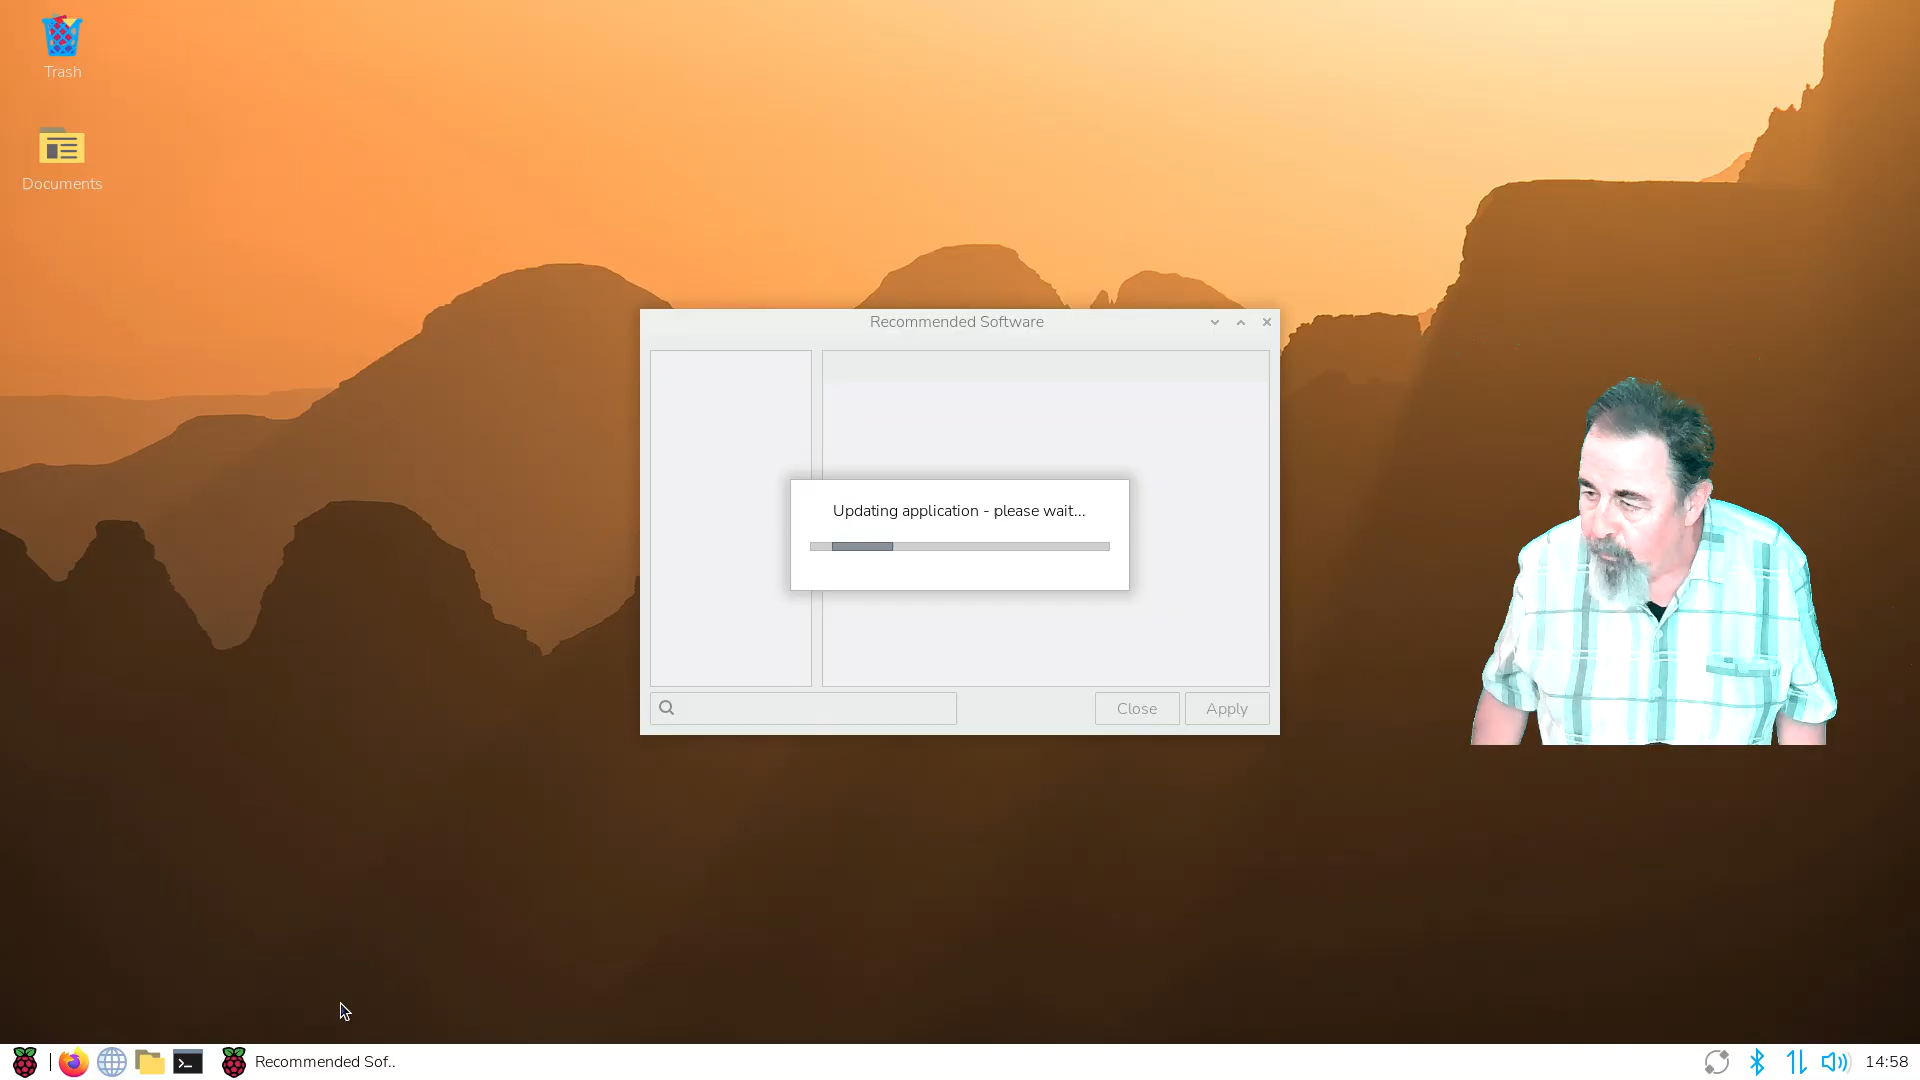 Trash
Documents
Recommended Software
Updating application - please wait...
Close
Apply
Recommended Sof..
14:58